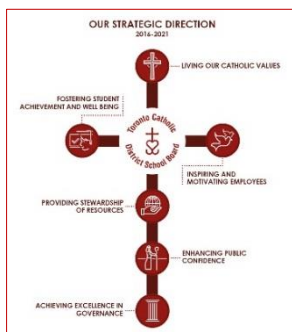 OUR STRATEGIC DIRECTION
2016-2021
LIVING OUR CATHOLIC VALUES
FOSTERING STUDENT
ACHIEVEMENT AND WELL BEING
Toronto Catholic
District School Board
INSPIRING AND
MOTIVATING EMPLOYEES
PROVIDING STEWARDSHIP
OF RESOURCES
ENHANCING PUBLIC
CONFIDENCE
ACHIEVING EXCELLENCE IN
GOVERNANCE